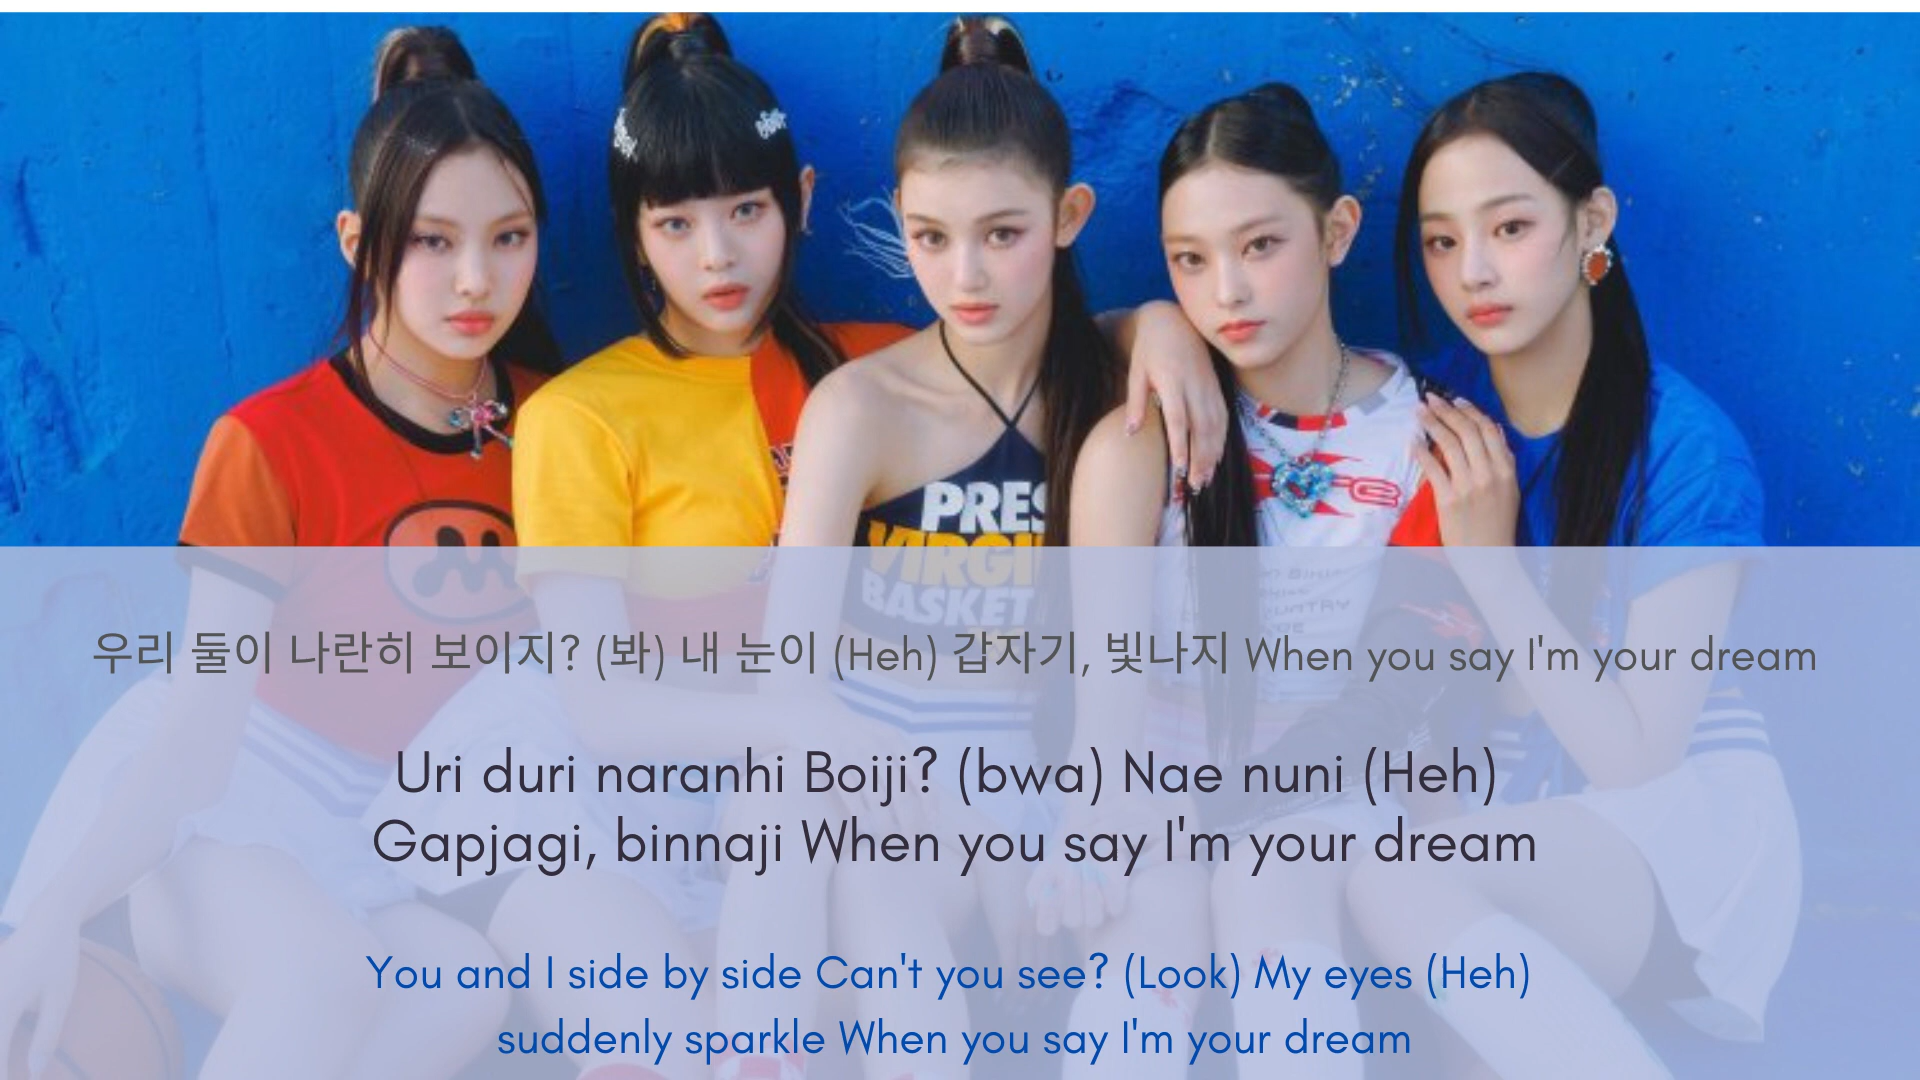 PRES
VIRGI
BASKET
우리 둘이 나란히 보이지? (봐) 내 눈이 (Heh) 갑자기, 빛나지 When you say I'm your dream
Uri duri naranhi Boiji? (bwa) Nae nuni (Heh)
Gapjagi, binnaji When you say I'm your dream
You and I side by side Can't you see? (Look) My eyes (Heh)
suddenly sparkle When you say I'm your dream